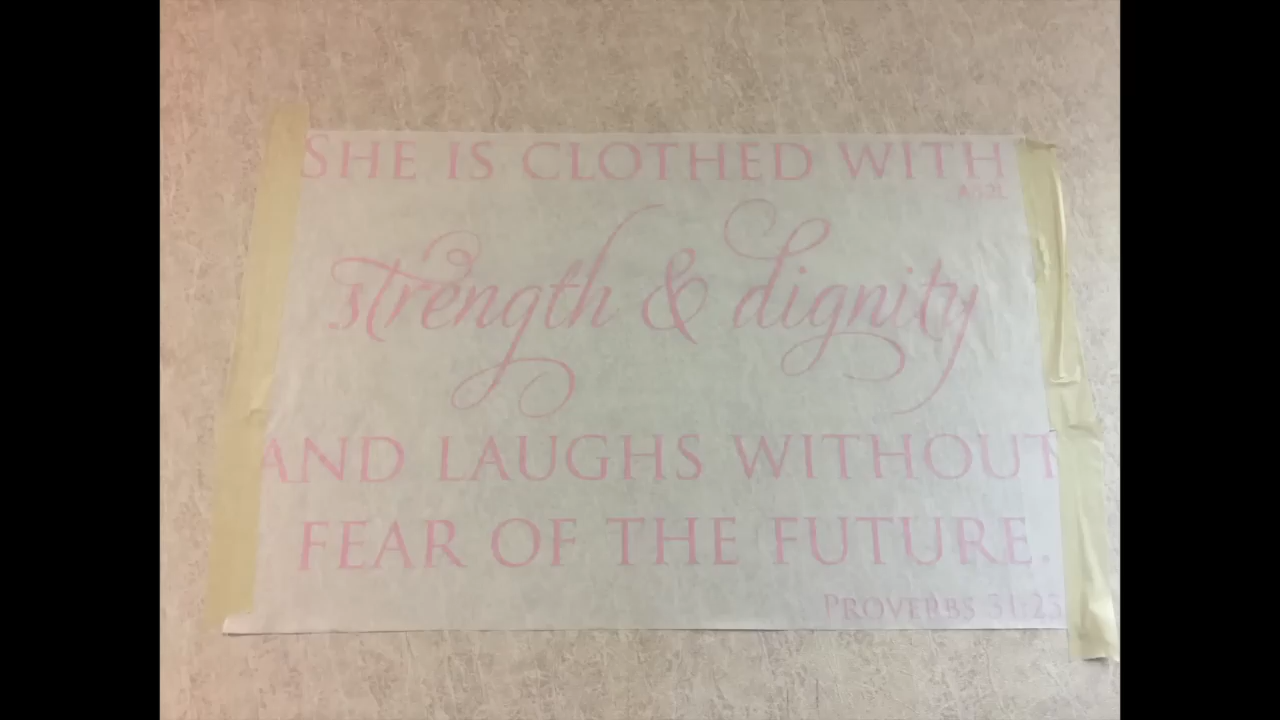 SHE IS CLOTHED WITH
strength & dignity
AND LAUGHS WITHOUT
FEAR OF THE FUTURE.
PROVERBS 31:25